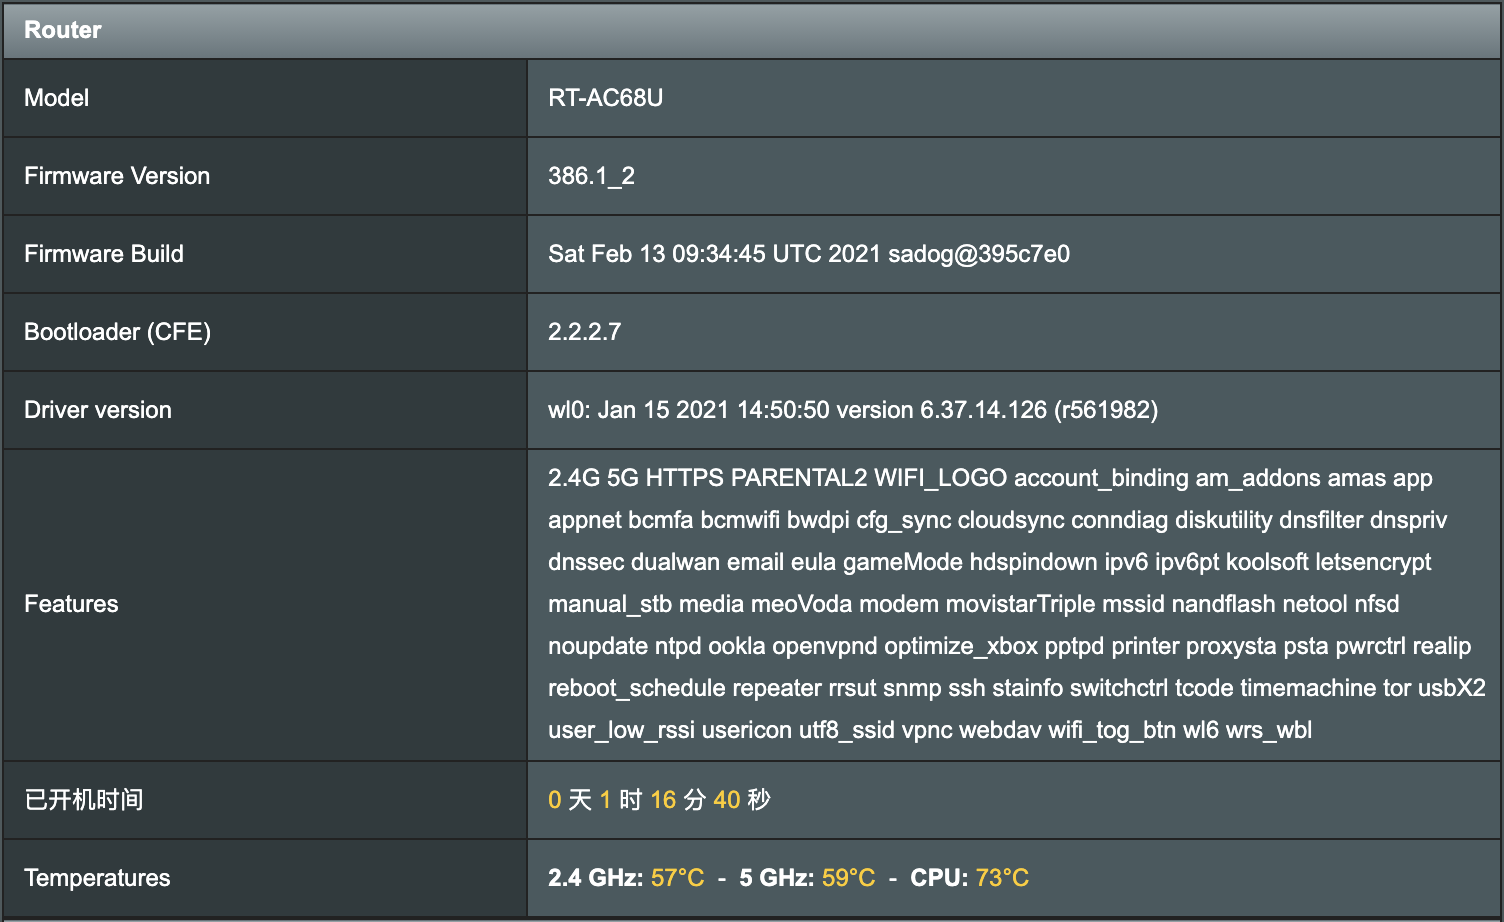 Router
Model
RT-AC68U
Firmware Version
386.1_2
Firmware Build
Sat Feb 13 09:34:45 UTC 2021 sadog@395c7e0
Bootloader (CFE)
2.2.2.7
Driver version
wl0: Jan 15 2021 14:50:50 version 6.37.14.126 (r561982)
Features
2.4G 5G HTTPS PARENTAL2 WIFI_LOGO account_binding am_addons amas app
appnet bcmfa bcmwifi bwdpi cfg_sync cloudsync conndiag diskutility dnsfilter dnspriv
dnssec dualwan email eula gameMode hdspindown ipv6 ipv6pt koolsoft letsencrypt
manual_stb media meoVoda modem movistarTriple mssid nandflash netool nfsd
noupdate ntpd ookla openvpnd optimize_xbox pptpd printer proxysta psta pwrctrl realip
reboot_schedule repeater rrsut snmp ssh stainfo switchctrl tcode timemachine tor usbX2
user_low_rssi usericon utf8_ssid vpnc webdav wifi_tog_btn wl6 wrs_wbl
已开机时间
0 天 1 时 16 分 40 秒
Temperatures
2.4 GHz: 57°C - 5 GHz: 59°C - CPU: 73°C